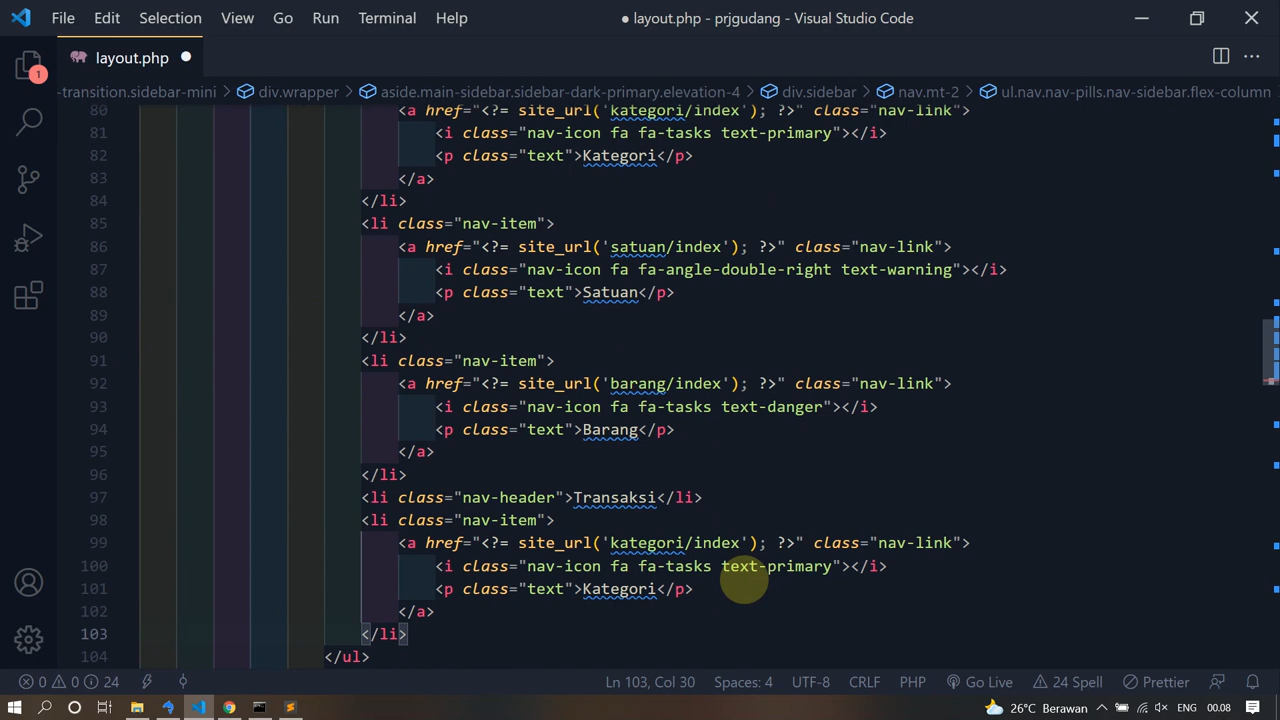 File Edit Selection View Go Run Terminal Help ● layout.php - prjgudang - Visual Studio Code
layout.php
1
-transition.sidebar-mini > div.wrapper > aside.main-sidebar.sidebar-dark-primary.elevation-4 > div.sidebar > nav.mt-2 > ul.nav.nav-pills.nav-sidebar.flex-column
80 <a href="<?= site_url('kategori/index'); ?>" class="nav-link">
81 <i class="nav-icon fa fa-tasks text-primary"></i>
82 <p class="text">Kategori</p>
83 </a>
84 </li>
85 <li class="nav-item">
86 <a href="<?= site_url('satuan/index'); ?>" class="nav-link">
87 <i class="nav-icon fa fa-angle-double-right text-warning"></i>
88 <p class="text">Satuan</p>
89 </a>
90 </li>
91 <li class="nav-item">
92 <a href="<?= site_url('barang/index'); ?>" class="nav-link">
93 <i class="nav-icon fa fa-tasks text-danger"></i>
94 <p class="text">Barang</p>
95 </a>
96 </li>
97 <li class="nav-header">Transaksi</li>
98 <li class="nav-item">
99 <a href="<?= site_url('kategori/index'); ?>" class="nav-link">
100 <i class="nav-icon fa fa-tasks text-primary"></i>
101 <p class="text">Kategori</p>
102 </a>
103 </li>
104 </ul>
0 0 24 Ln 103, Col 30 Spaces: 4 UTF-8 CRLF PHP Go Live 24 Spell Prettier
26°C Berawan ENG 00.08